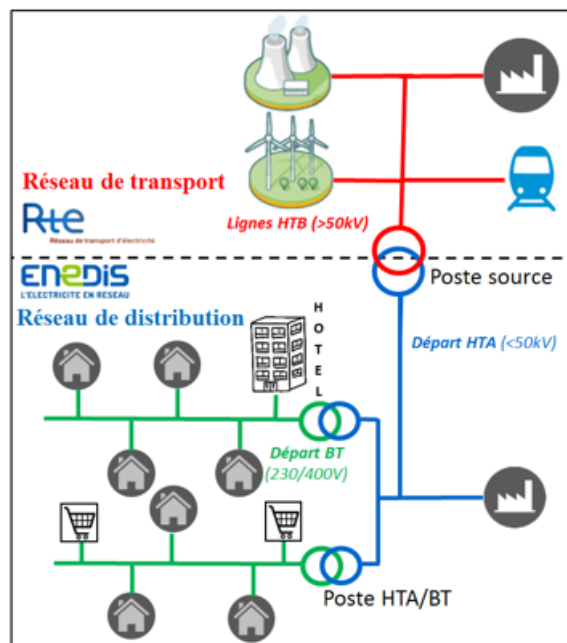 Réseau de transport
Lignes HTB (>50kV)
Rte
Réseau de transport d'électricité
Poste source
ENEDIS
L'ELECTRICITE EN RESEAU
Réseau de distribution
HOTEL
Départ HTA (<50kV)
Départ BT
(230/400V)
Poste HTA/BT